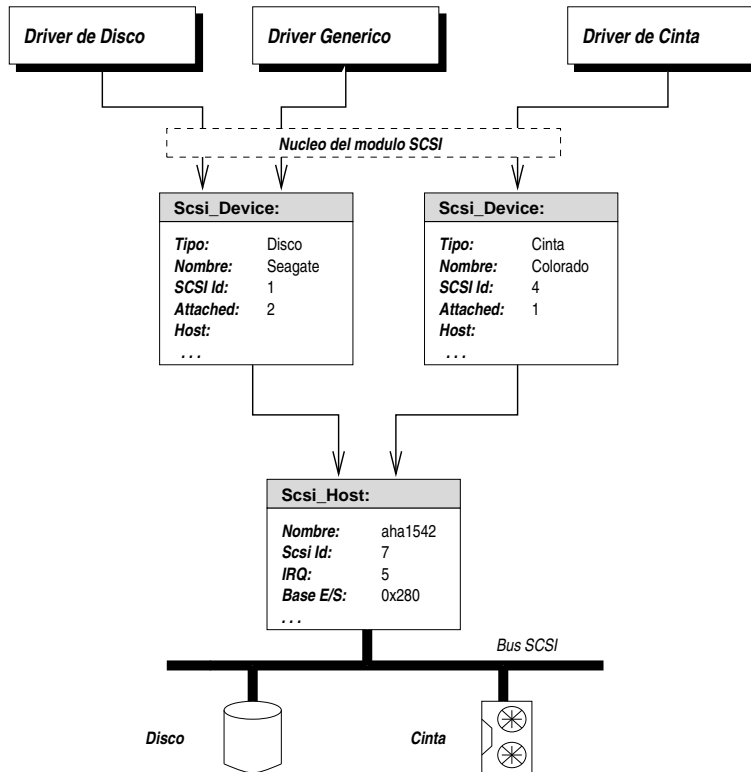 Driver de Disco
Driver Generico
Driver de Cinta
Nucleo del modulo SCSI
Scsi_Device:
Tipo: Disco
Nombre: Seagate
SCSI Id: 1
Attached: 2
Host:
. . .
Scsi_Device:
Tipo: Cinta
Nombre: Colorado
SCSI Id: 4
Attached: 1
Host:
. . .
Scsi_Host:
Nombre: aha1542
Scsi Id: 7
IRQ: 5
Base E/S: 0x280
. . .
Bus SCSI
Disco
Cinta